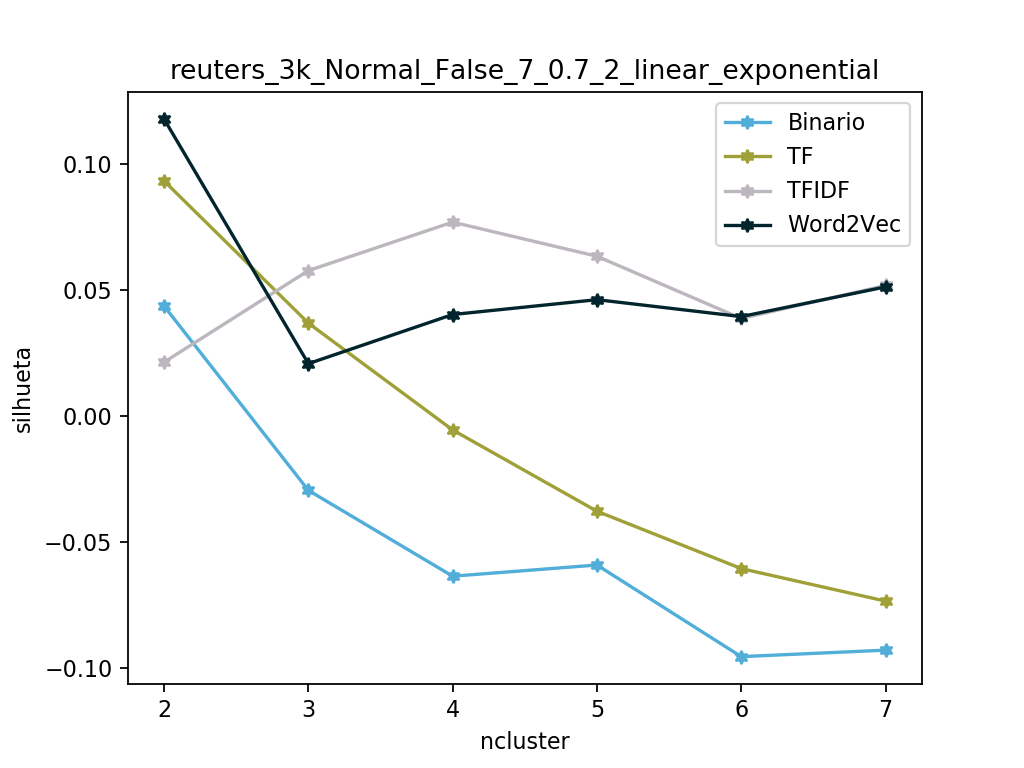 reuters_3k_Normal_False_7_0.7_2_linear_exponential
Binario
TF
TFIDF
Word2Vec
silhueta
0.10
0.05
0.00
−0.05
−0.10
2 3 4 5 6 7
ncluster